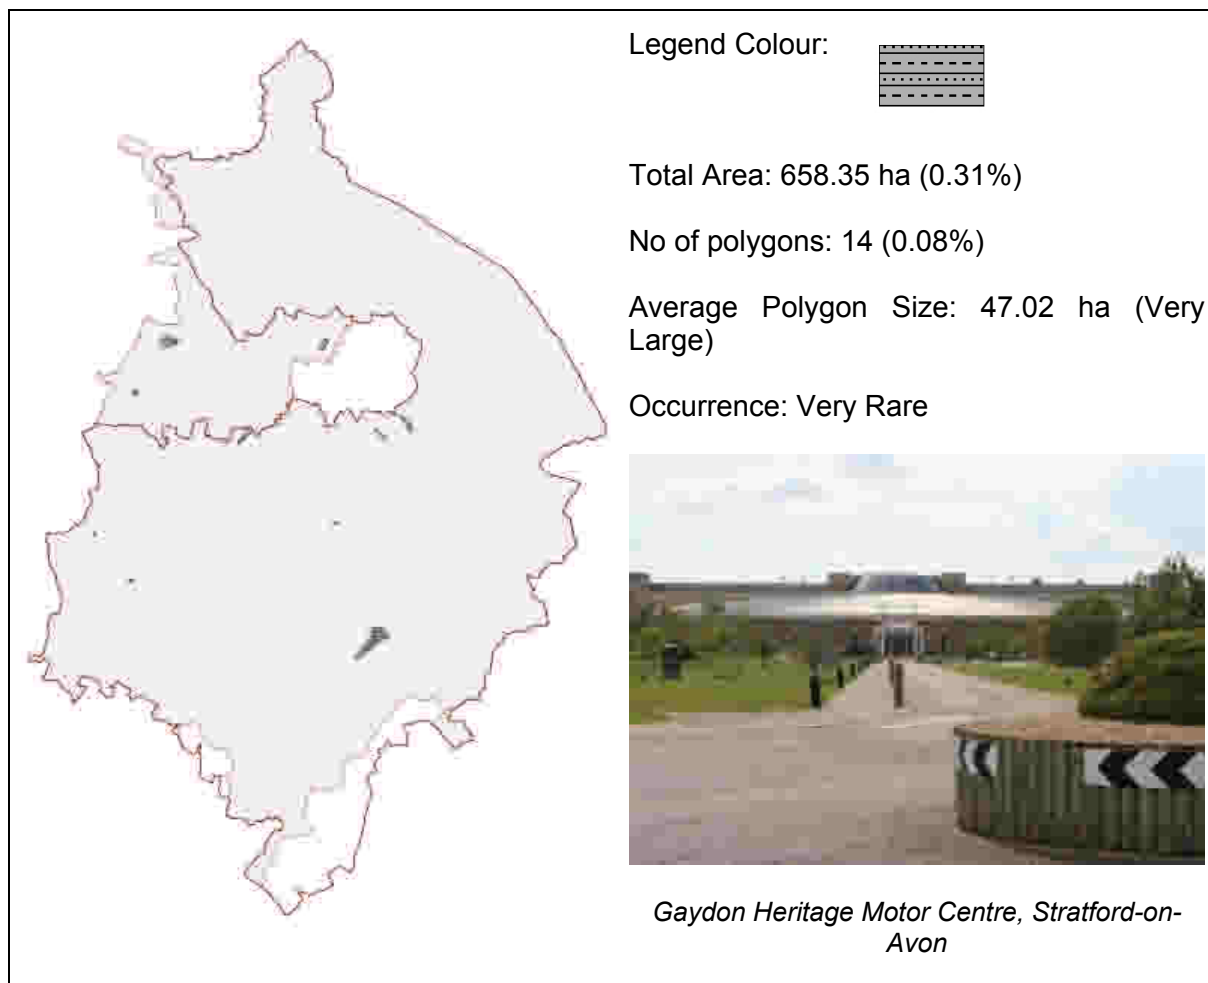 Legend Colour:
Total Area: 658.35 ha (0.31%)
No of polygons: 14 (0.08%)
Average Polygon Size: 47.02 ha (Very
Large)
Occurrence: Very Rare
Gaydon Heritage Motor Centre, Stratford-on-
Avon